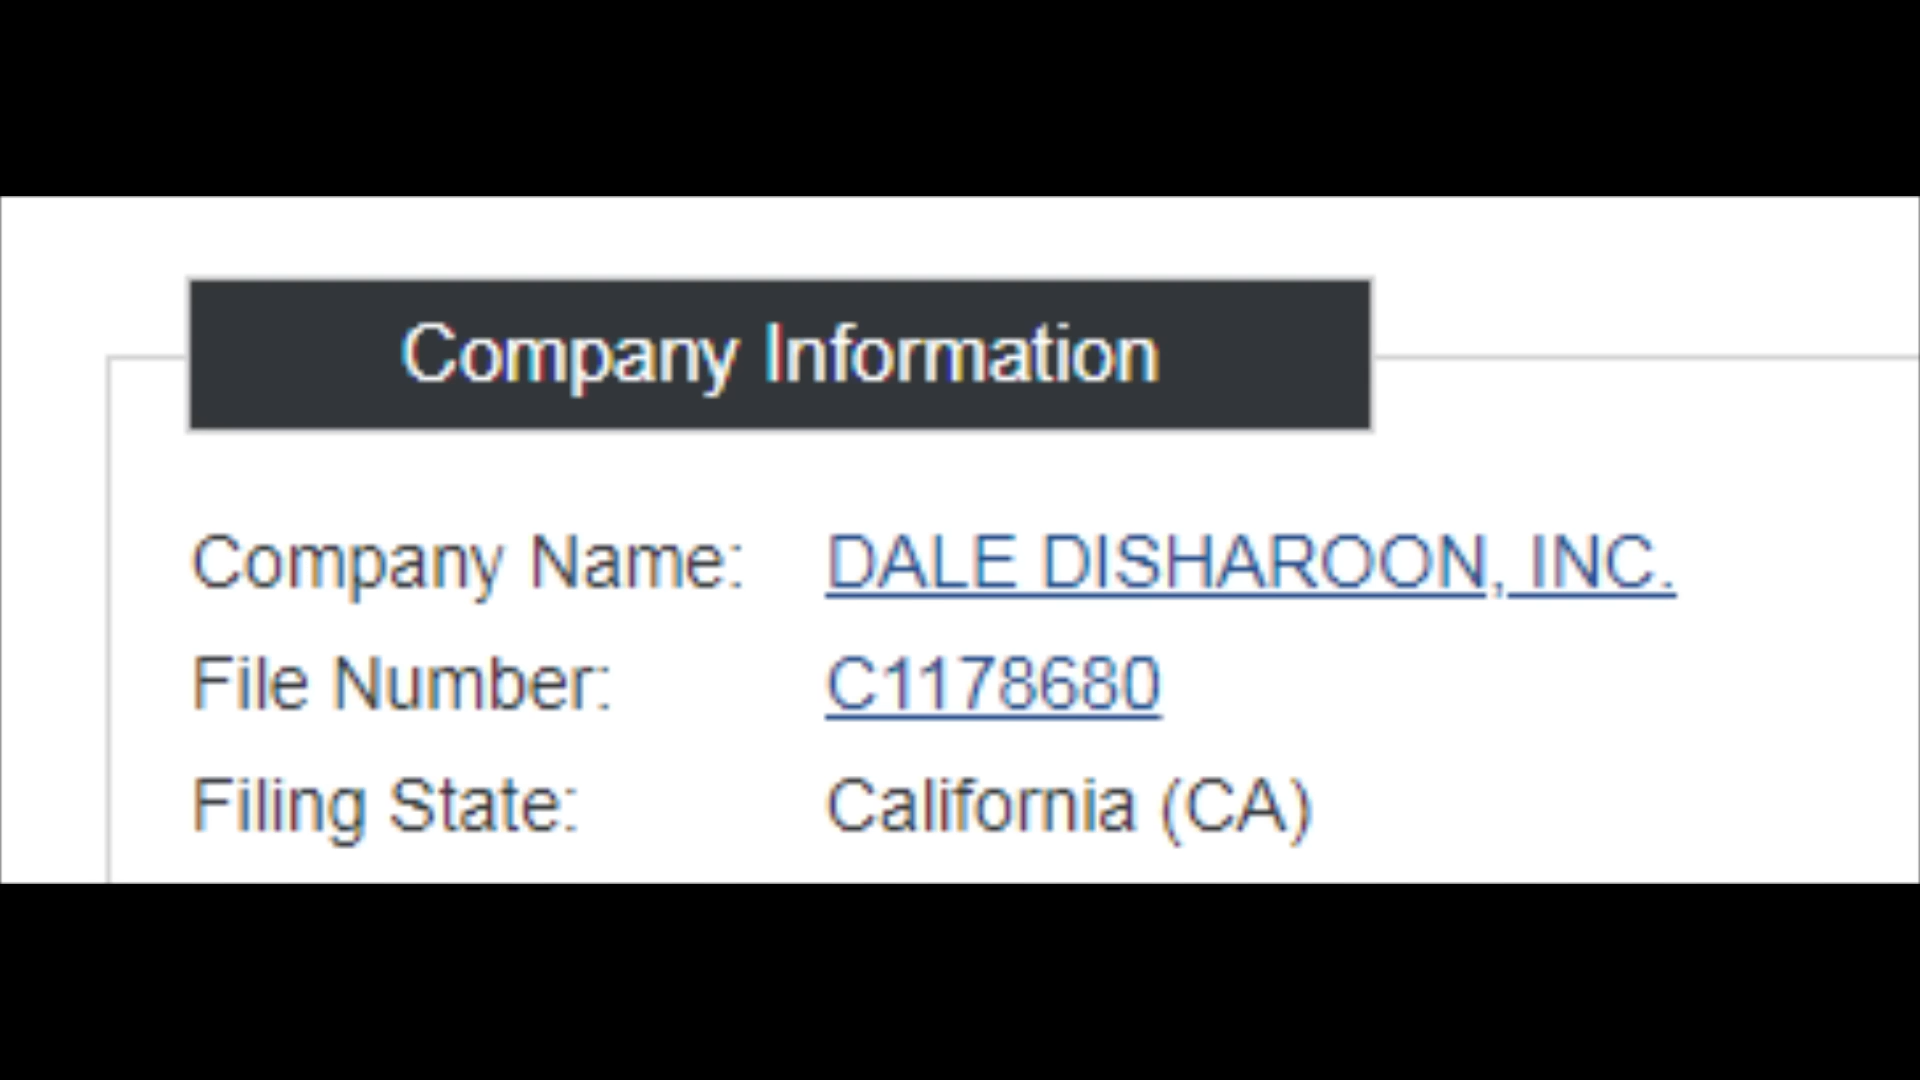 Company Information
Company Name: DALE DISHAROON, INC.
File Number: C1178680
Filing State: California (CA)